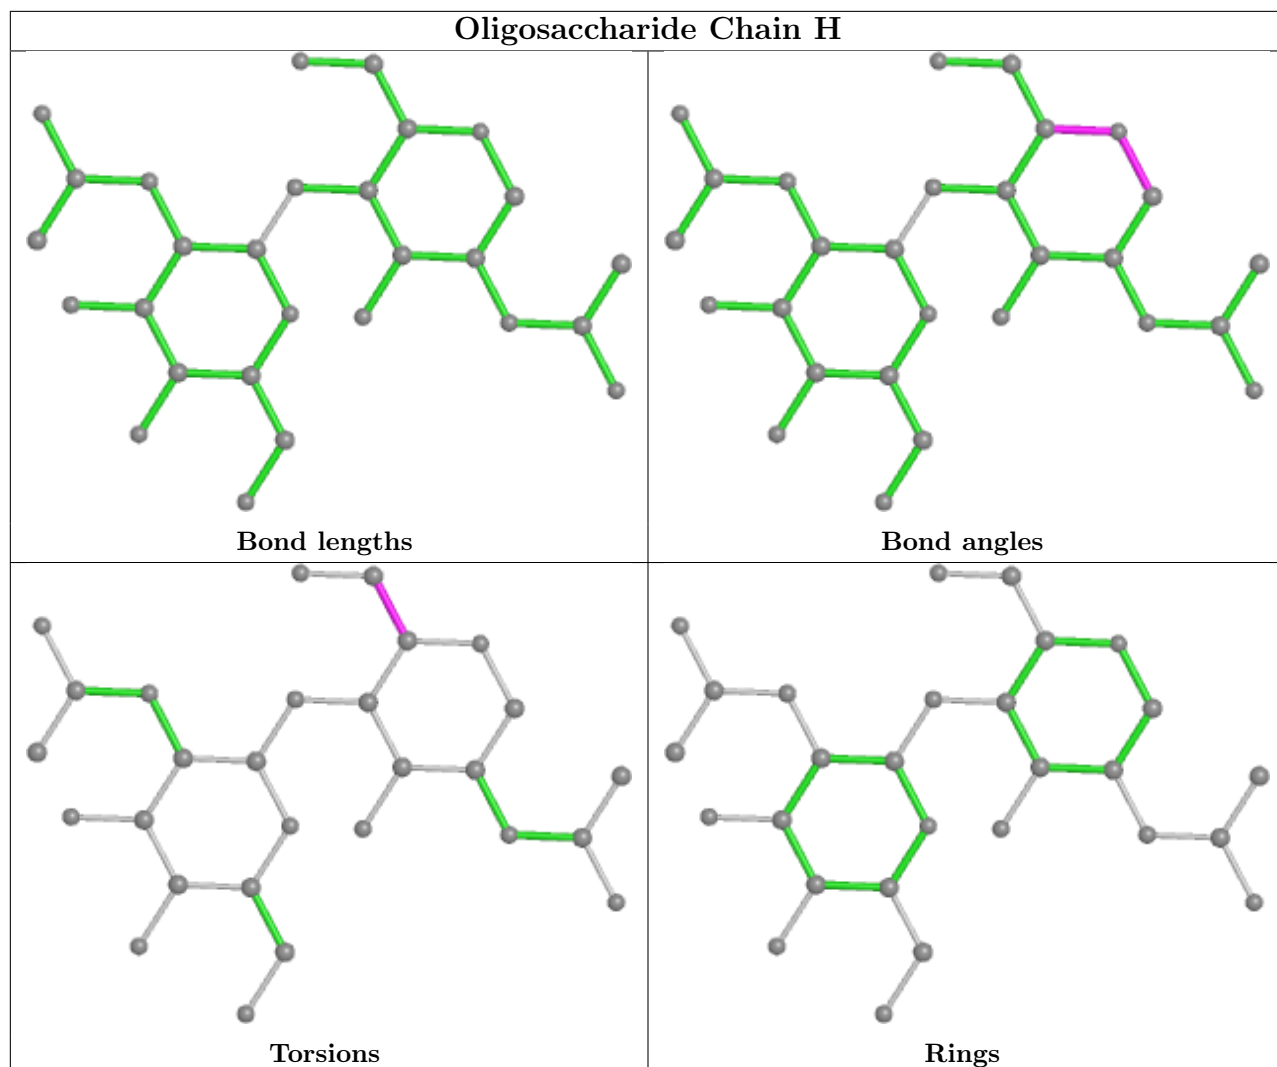 Oligosaccharide Chain H
Bond lengths
Bond angles
Torsions
Rings